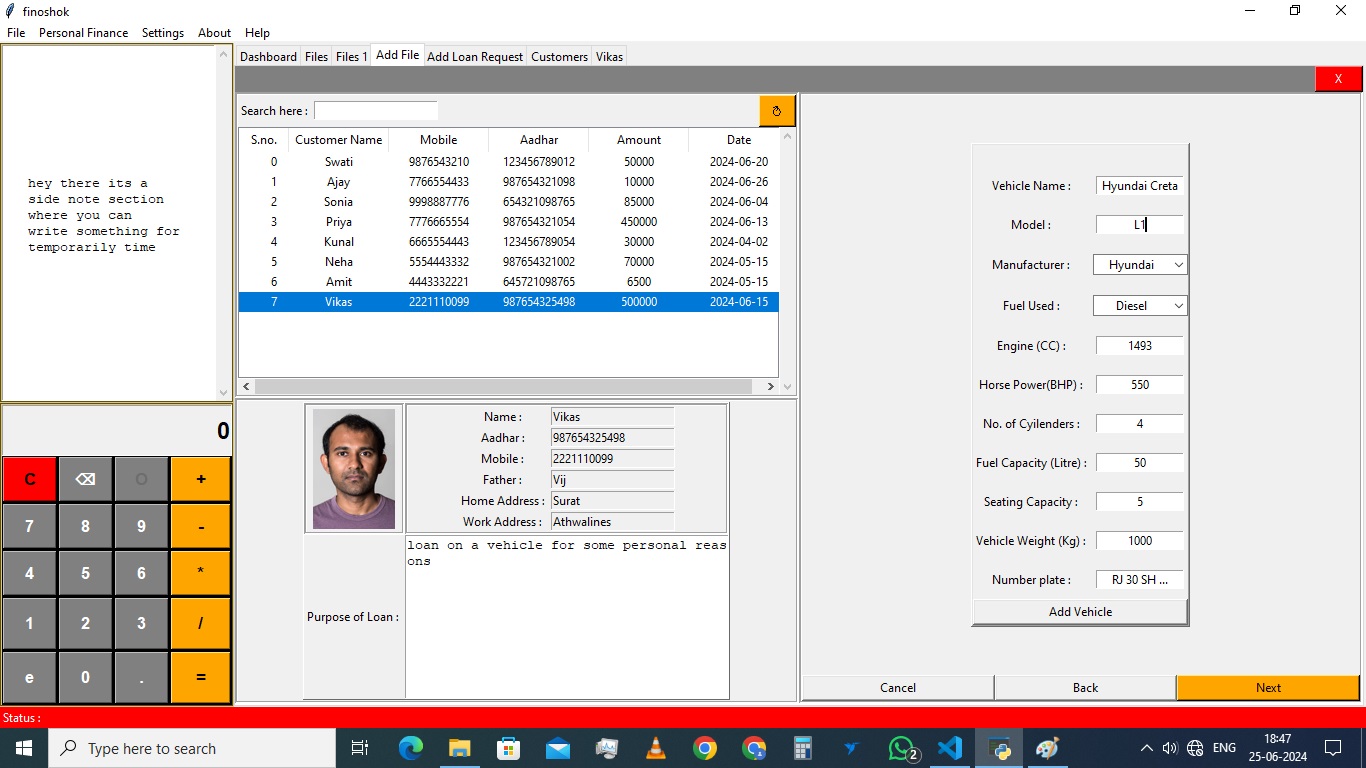 finoshok
File Personal Finance Settings About Help
Dashboard Files Files 1 Add File Add Loan Request Customers Vikas
X
hey there its a
side note section
where you can
write something for
temporarily time
0
C ⌫ O +
7 8 9 -
4 5 6 *
1 2 3 /
e 0 . =
Search here :
S.no. Customer Name Mobile Aadhar Amount Date
0 Swati 9876543210 123456789012 50000 2024-06-20
1 Ajay 7766554433 987654321098 10000 2024-06-26
2 Sonia 9998887776 654321098765 85000 2024-06-04
3 Priya 7776665554 987654321054 450000 2024-06-13
4 Kunal 6665554443 123456789054 30000 2024-04-02
5 Neha 5554443332 987654321002 70000 2024-05-15
6 Amit 4443332221 645721098765 6500 2024-05-15
7 Vikas 2221110099 987654325498 500000 2024-06-15
Name : Vikas
Aadhar : 987654325498
Mobile : 2221110099
Father : Vij
Home Address : Surat
Work Address : Athwalines
Purpose of Loan :
loan on a vehicle for some personal reas
ons
Vehicle Name : Hyundai Creta
Model : L1
Manufacturer : Hyundai
Fuel Used : Diesel
Engine (CC) : 1493
Horse Power(BHP) : 550
No. of Cyilenders : 4
Fuel Capacity (Litre) : 50
Seating Capacity : 5
Vehicle Weight (Kg) : 1000
Number plate : RJ 30 SH ...
Add Vehicle
Cancel Back Next
Status :
Type here to search
2
ENG
18:47
25-06-2024